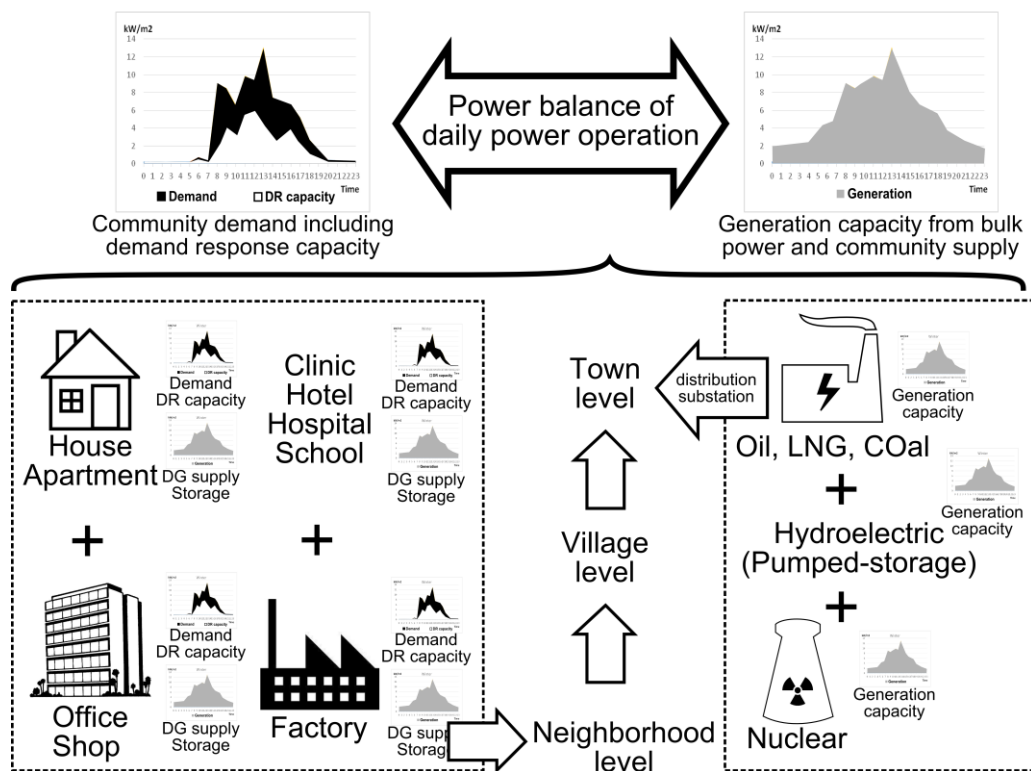 kW/m2
14
12
10
8
6
4
2
0
0 1 2 3 4 5 6 7 8 9 10 11 12 13 14 15 16 17 18 19 20 21 22 23
Time
Demand DR capacity
Community demand including
demand response capacity
Power balance of
daily power operation
kW/m2
14
12
10
8
6
4
2
0
0 1 2 3 4 5 6 7 8 9 10 11 12 13 14 15 16 17 18 19 20 21 22 23
Time
Generation
Generation capacity from bulk
power and community supply
House
Apartment
Demand
DR capacity
DG supply
Storage
Clinic
Hotel
Hospital
School
Demand
DR capacity
DG supply
Storage
+
+
Office
Shop
Demand
DR capacity
DG supply
Storage
Factory
Demand
DR capacity
DG supply
Storage
Town
level
Village
level
Neighborhood
level
distribution
substation
Generation
capacity
Oil, LNG, COal
+
Generation
capacity
Hydroelectric
(Pumped-storage)
+
Generation
capacity
Nuclear